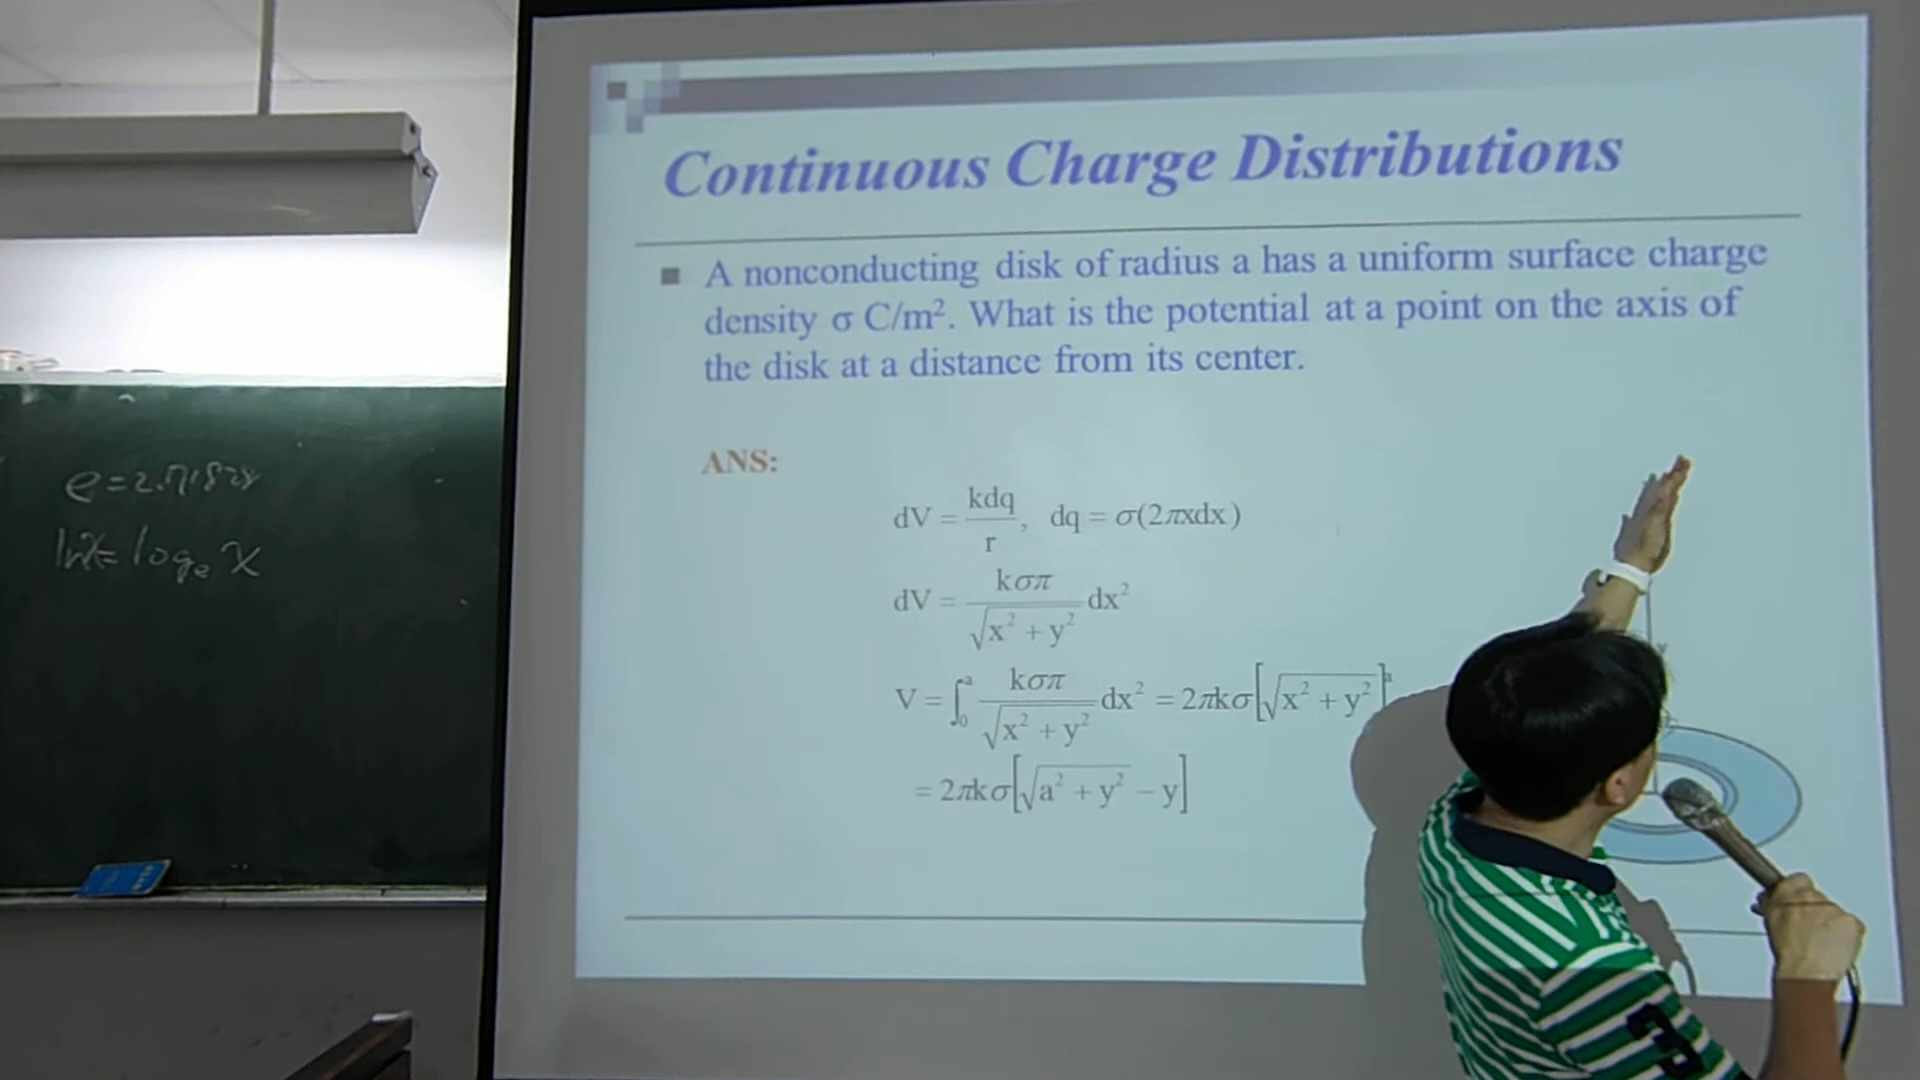 Continuous Charge Distributions
A nonconducting disk of radius a has a uniform surface charge
density σ C/m². What is the potential at a point on the axis of
the disk at a distance from its center.
ANS:
dV = kdq/r, dq = σ(2πxdx)
dV = kσπ/√(x² + y²) dx²
V = ∫₀ᵃ kσπ/√(x² + y²) dx² = 2πkσ[√(x² + y²)]ᵃ
= 2πkσ[√(a² + y²) − y]
e=2.71828
lnx=logₑ x
3